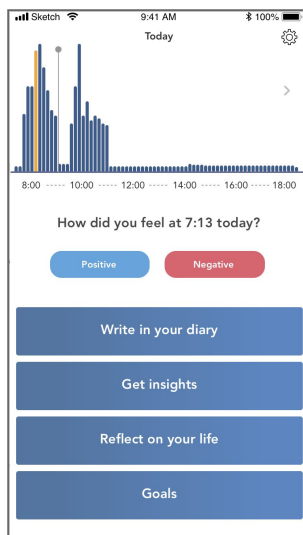 Sketch 9:41 AM 100%
Today
8:00 ---- 10:00 ---- 12:00 ---- 14:00 ---- 16:00 ---- 18:00
How did you feel at 7:13 today?
Positive Negative
Write in your diary
Get insights
Reflect on your life
Goals